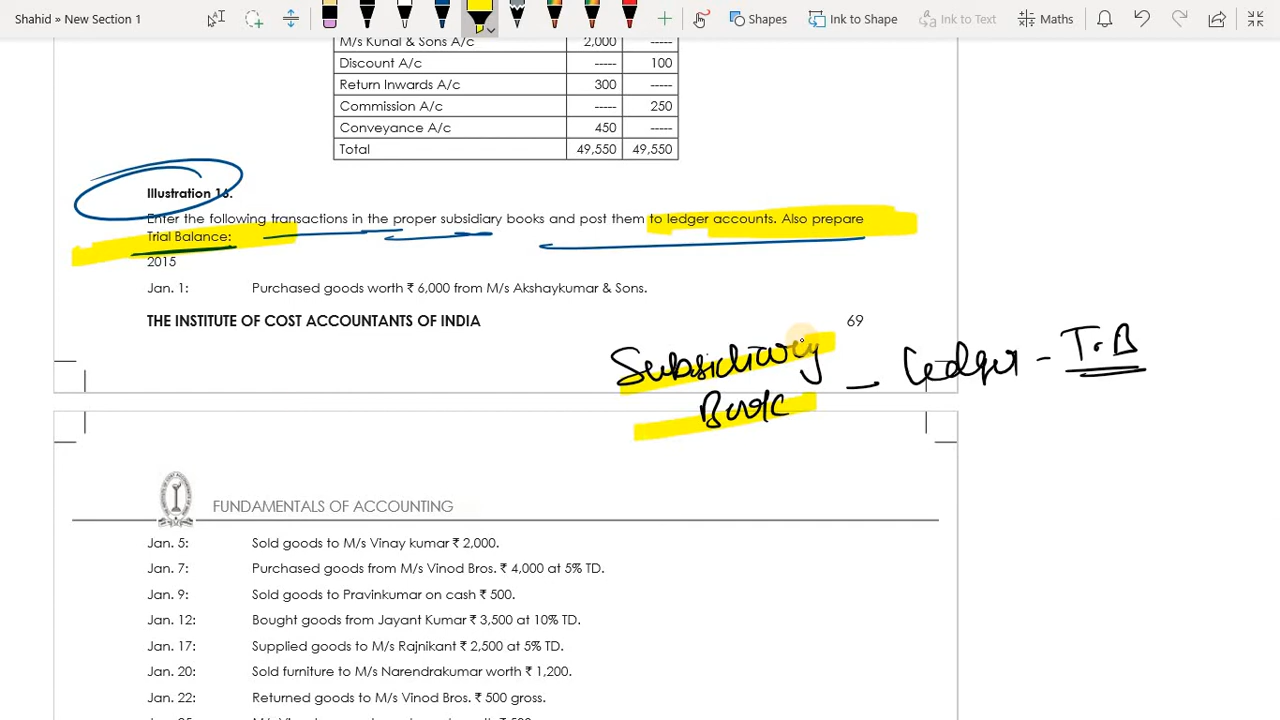 Shahid » New Section 1
Shapes
Ink to Shape
Ink to Text
Maths
M/s Kunal & Sons A/c 2,000 -----
Discount A/c ----- 100
Return Inwards A/c 300 -----
Commission A/c ----- 250
Conveyance A/c 450 -----
Total 49,550 49,550
Illustration 16.
Enter the following transactions in the proper subsidiary books and post them to ledger accounts. Also prepare
Trial Balance:
2015
Jan. 1: Purchased goods worth ₹ 6,000 from M/s Akshaykumar & Sons.
THE INSTITUTE OF COST ACCOUNTANTS OF INDIA 69
Subsidiary
Book
– Ledger – T.B
FUNDAMENTALS OF ACCOUNTING
Jan. 5: Sold goods to M/s Vinay kumar ₹ 2,000.
Jan. 7: Purchased goods from M/s Vinod Bros. ₹ 4,000 at 5% TD.
Jan. 9: Sold goods to Pravinkumar on cash ₹ 500.
Jan. 12: Bought goods from Jayant Kumar ₹ 3,500 at 10% TD.
Jan. 17: Supplied goods to M/s Rajnikant ₹ 2,500 at 5% TD.
Jan. 20: Sold furniture to M/s Narendrakumar worth ₹ 1,200.
Jan. 22: Returned goods to M/s Vinod Bros. ₹ 500 gross.